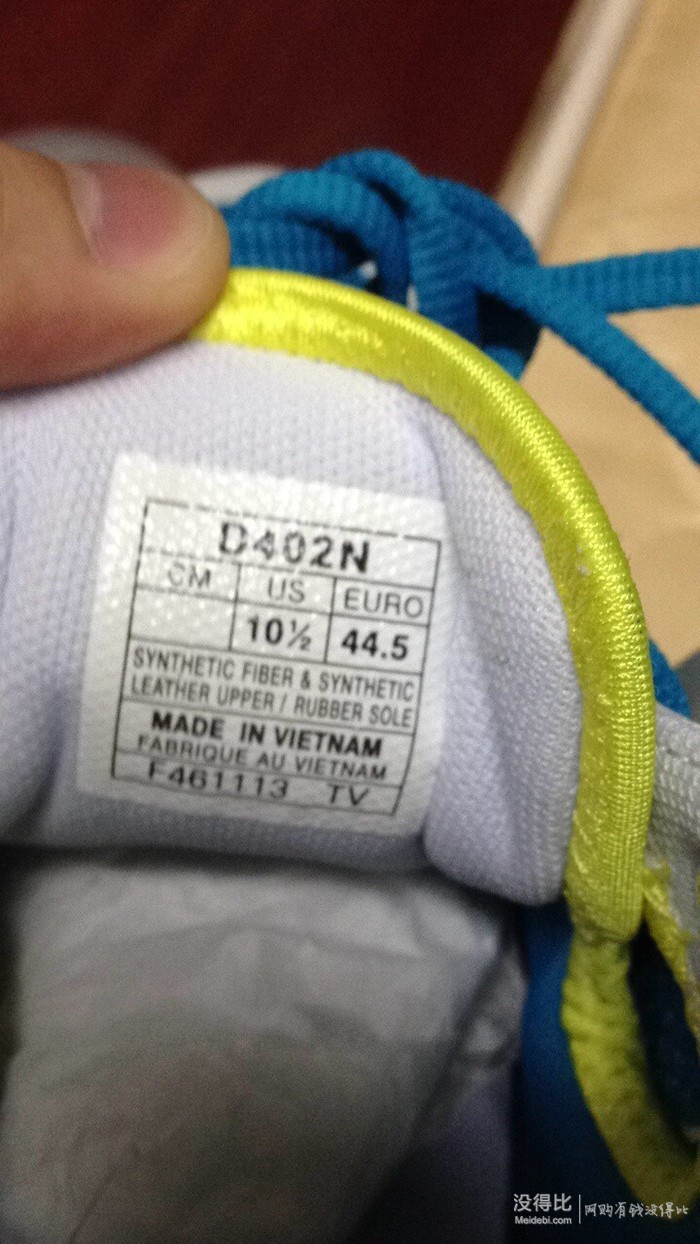 D402N
CM US EURO
10½ 44.5
SYNTHETIC FIBER & SYNTHETIC
LEATHER UPPER / RUBBER SOLE
MADE IN VIETNAM
FABRIQUE AU VIETNAM
F461113 TV
没得比 网购有钱没得比
Meidebi.com